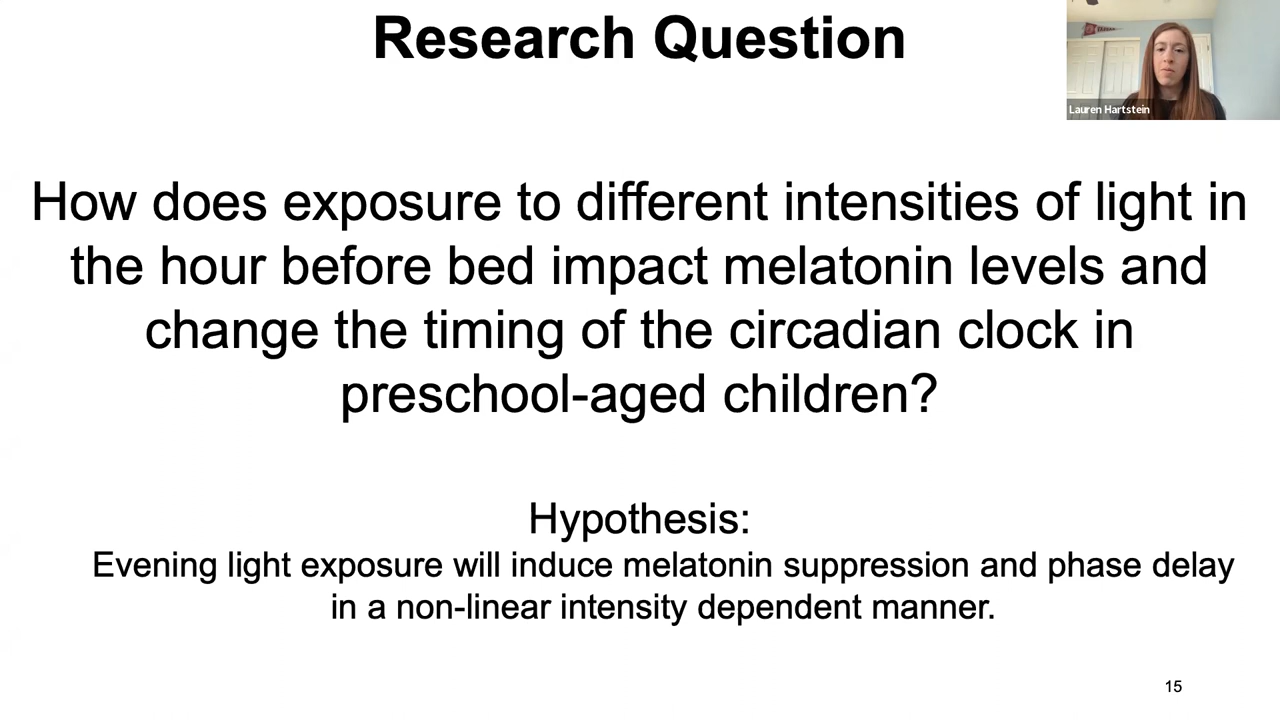 Research Question
Lauren Hartstein
How does exposure to different intensities of light in
the hour before bed impact melatonin levels and
change the timing of the circadian clock in
preschool-aged children?
Hypothesis:
Evening light exposure will induce melatonin suppression and phase delay
in a non-linear intensity dependent manner.
15